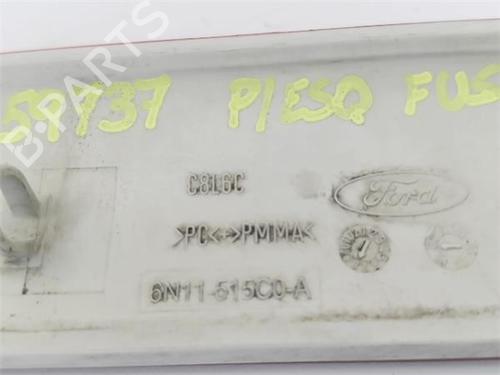 59737 P/ESQ FUS
B-PARTS
C8L6C
Ford
>PC<+>PMMA<
6N11-515C0-A